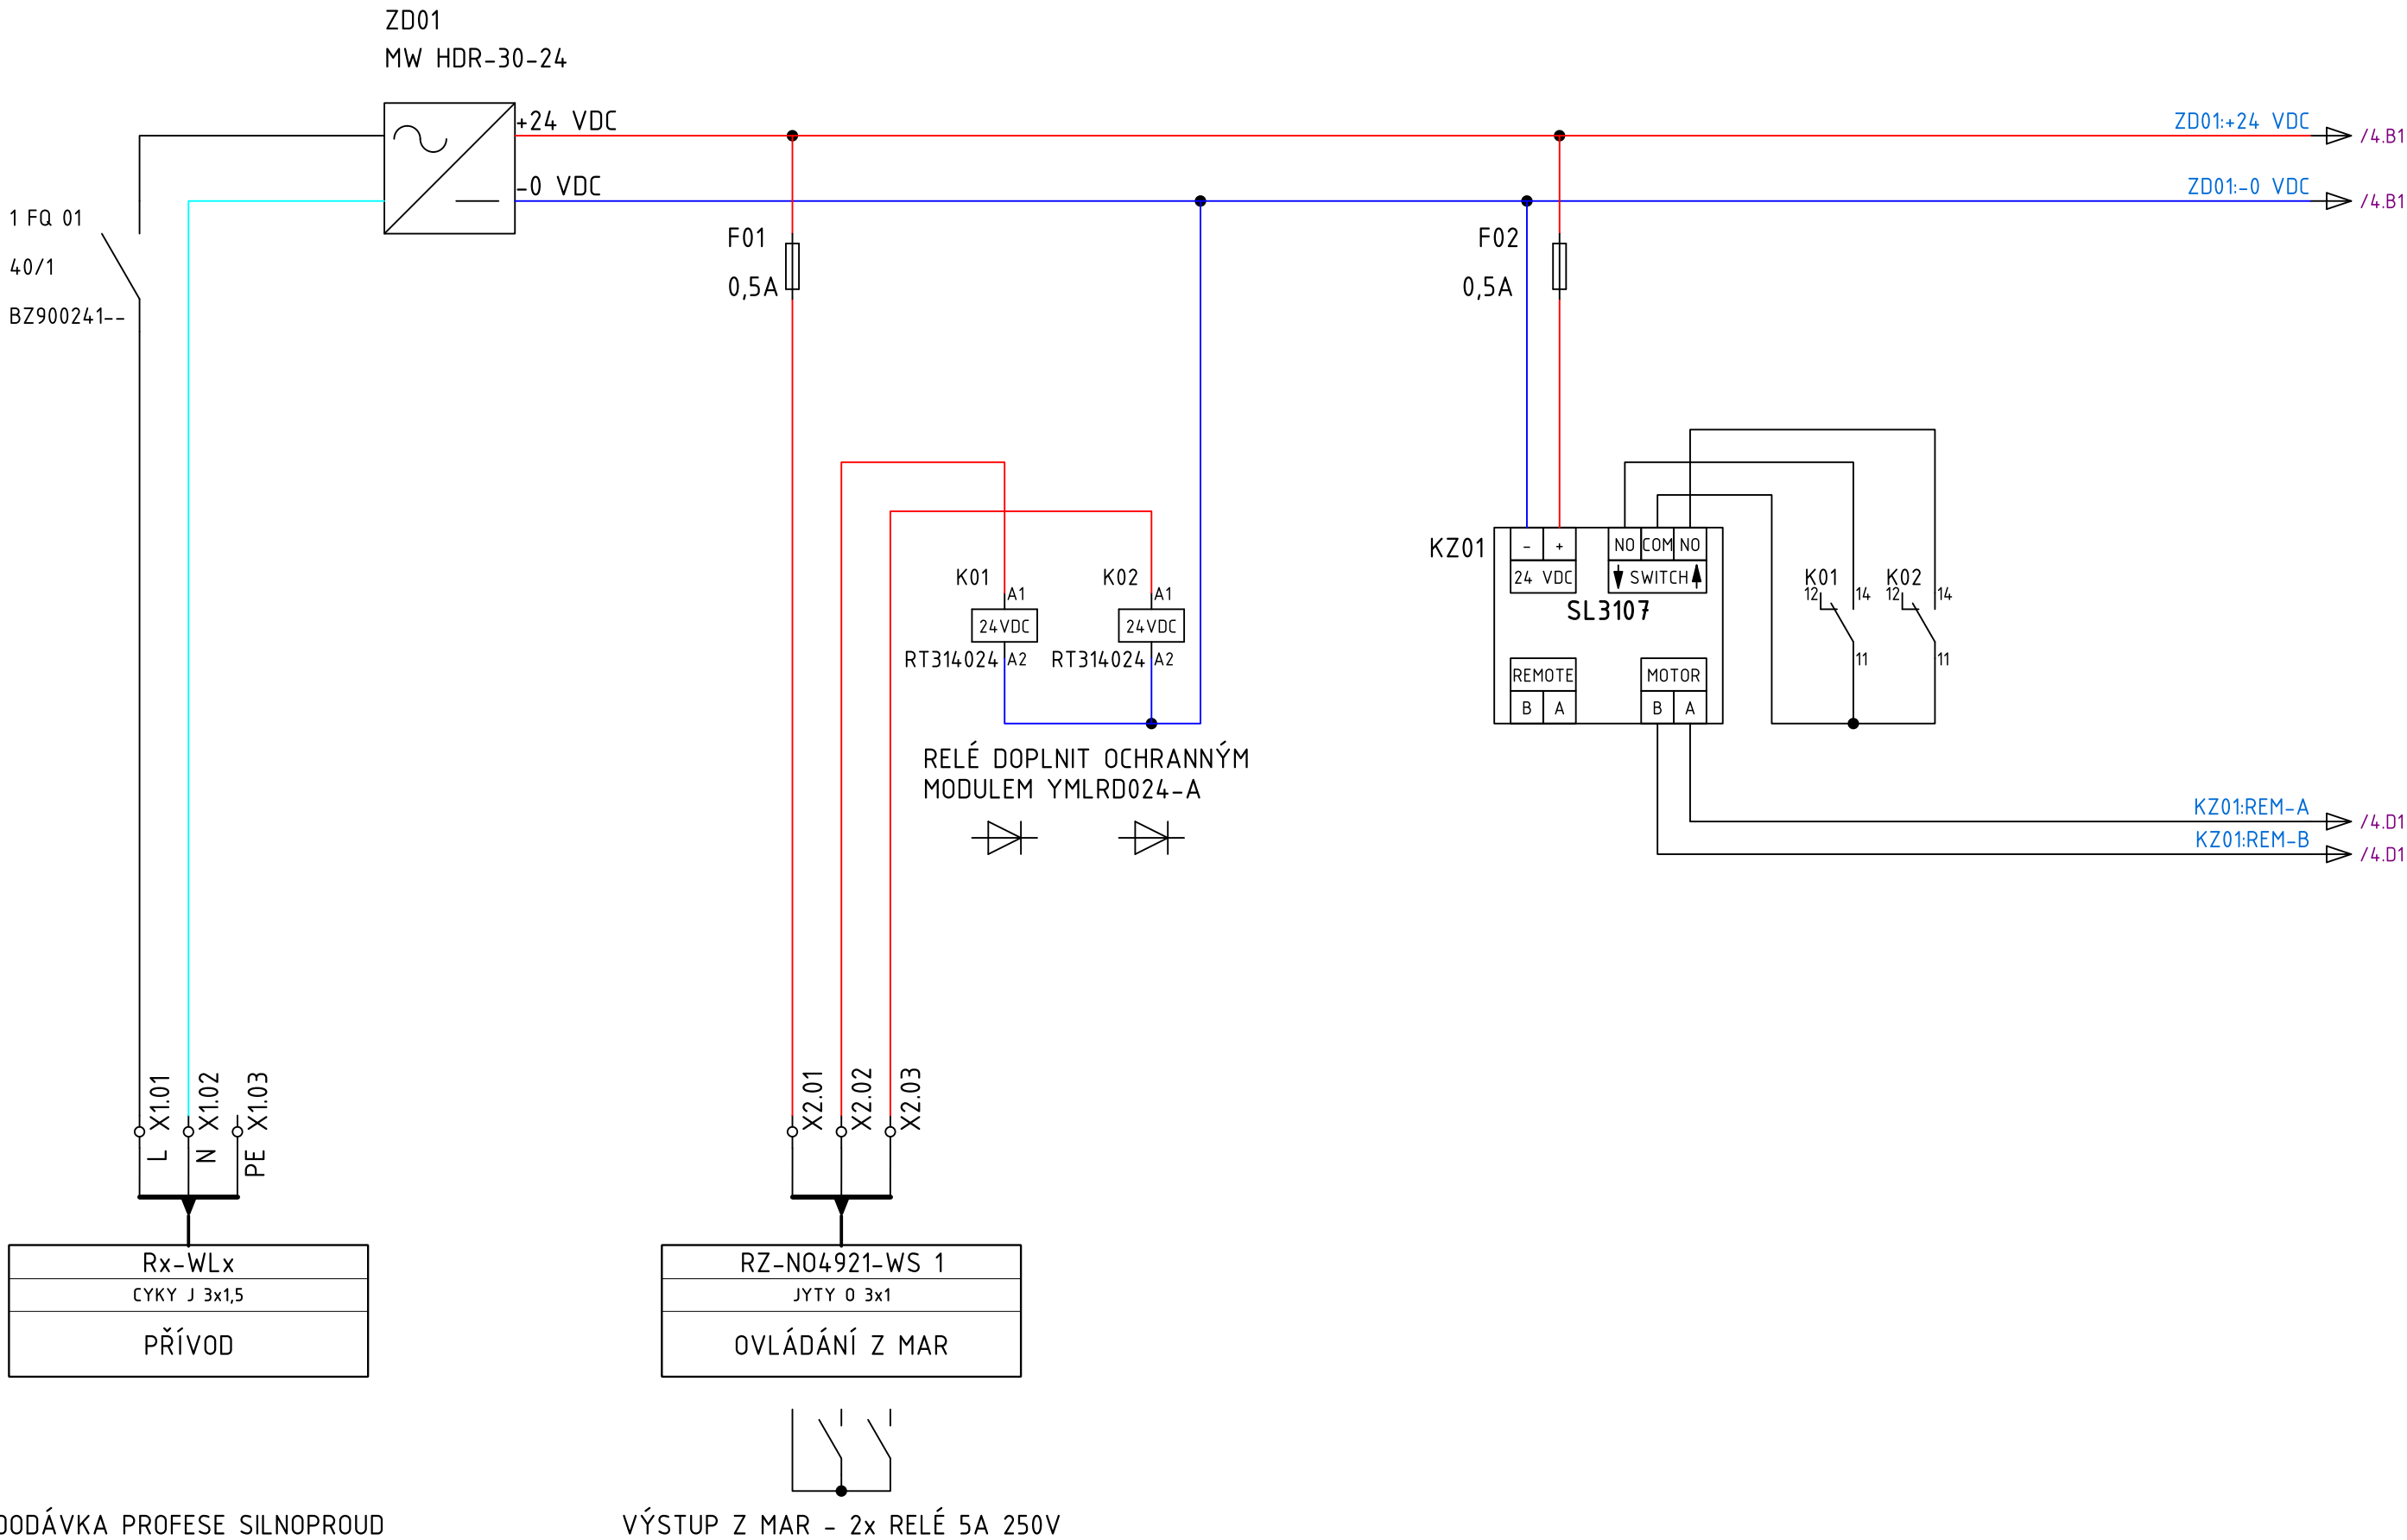 ZD01
MW HDR-30-24
+24 VDC
-0 VDC
ZD01:+24 VDC
/4.B1
ZD01:-0 VDC
/4.B1
1 FQ 01
40/1
BZ900241--
F01
0,5A
F02
0,5A
KZ01
- +
24 VDC
NO COM NO
SWITCH
SL3107
REMOTE
B A
MOTOR
B A
K01
A1
24VDC
RT314024 A2
K02
A1
24VDC
RT314024 A2
K01
12 14
11
K02
12 14
11
RELÉ DOPLNIT OCHRANNÝM
MODULEM YMLRD024-A
KZ01:REM-A
/4.D1
KZ01:REM-B
/4.D1
X1.01
X1.02
X1.03
L
N
PE
X2.01
X2.02
X2.03
Rx-WLx
CYKY J 3x1,5
PŘÍVOD
RZ-N04921-WS 1
JYTY O 3x1
OVLÁDÁNÍ Z MAR
DODÁVKA PROFESE SILNOPROUD
VÝSTUP Z MAR - 2x RELÉ 5A 250V